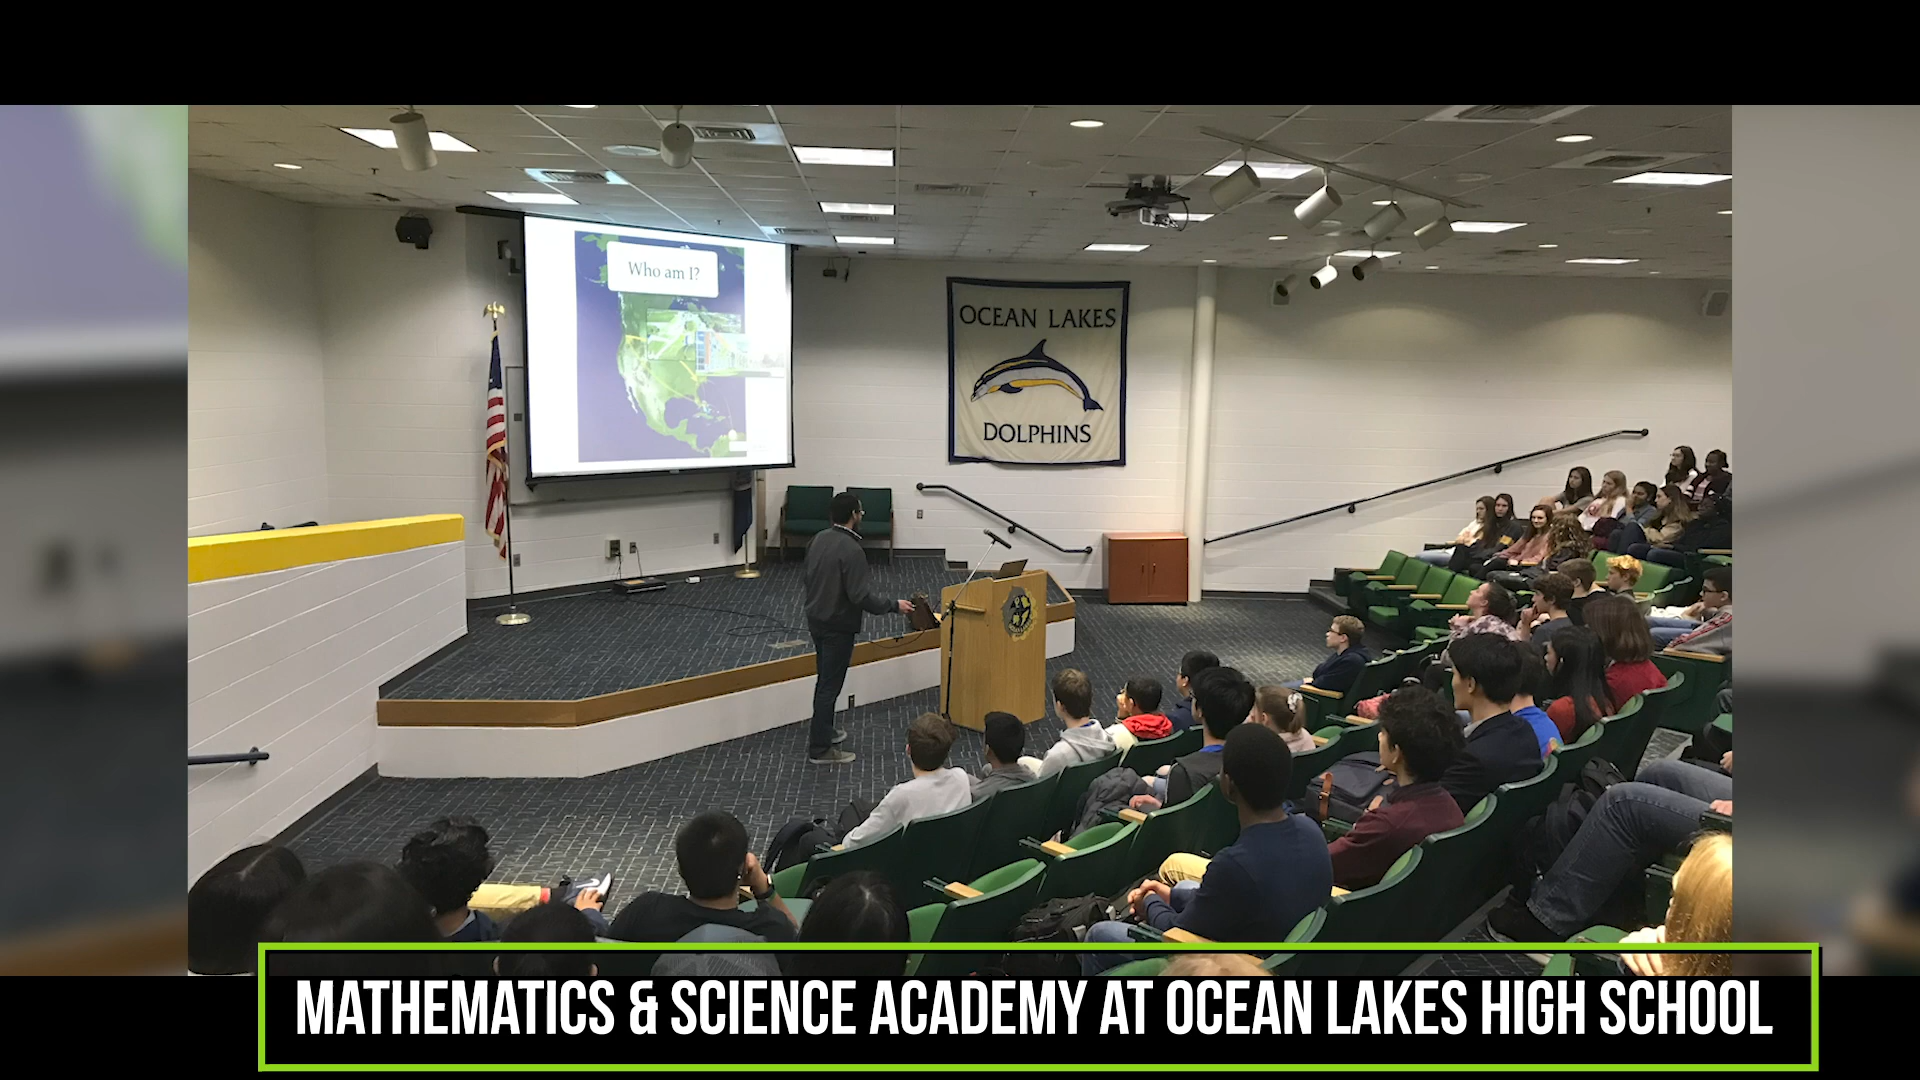 Who am I?
OCEAN LAKES
DOLPHINS
MATHEMATICS & SCIENCE ACADEMY AT OCEAN LAKES HIGH SCHOOL